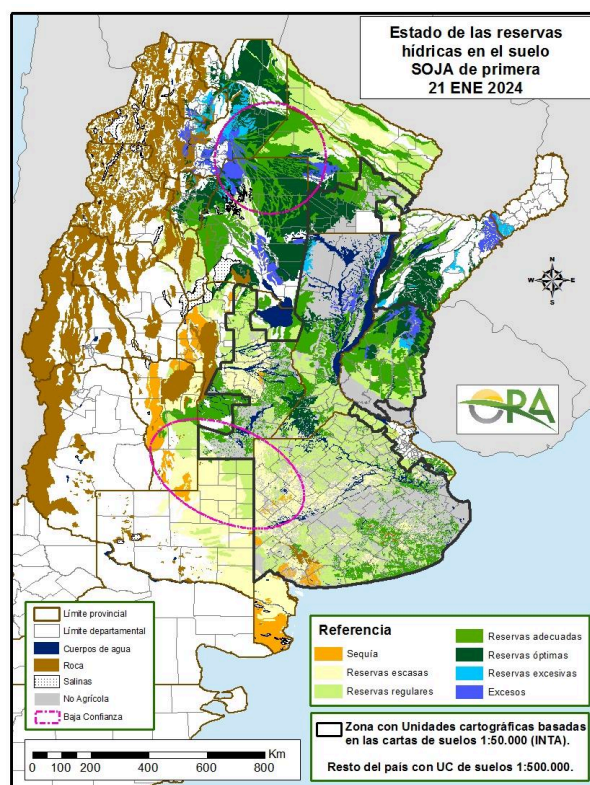 Estado de las reservas
hídricas en el suelo
SOJA de primera
21 ENE 2024
N
W
E
S
ORA
Límite provincial
Límite departamental
Cuerpos de agua
Roca
Salinas
No Agrícola
Baja Confianza
Referencia
Sequía
Reservas escasas
Reservas regulares
Reservas adecuadas
Reservas óptimas
Reservas excesivas
Excesos
Zona con Unidades cartográficas basadas
en las cartas de suelos 1:50.000 (INTA).
Resto del país con UC de suelos 1:500.000.
Km
0 100 200 400 600 800